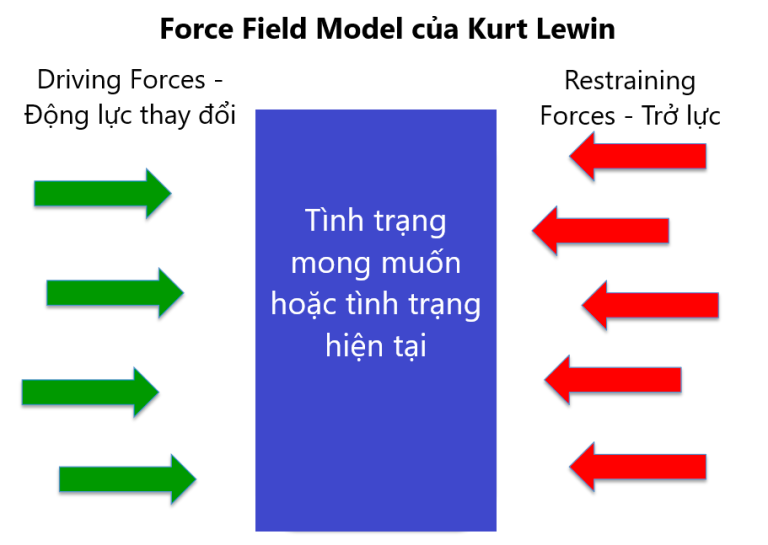 Force Field Model của Kurt Lewin
Driving Forces -
Động lực thay đổi
Restraining
Forces - Trở lực
Tình trạng
mong muốn
hoặc tình trạng
hiện tại